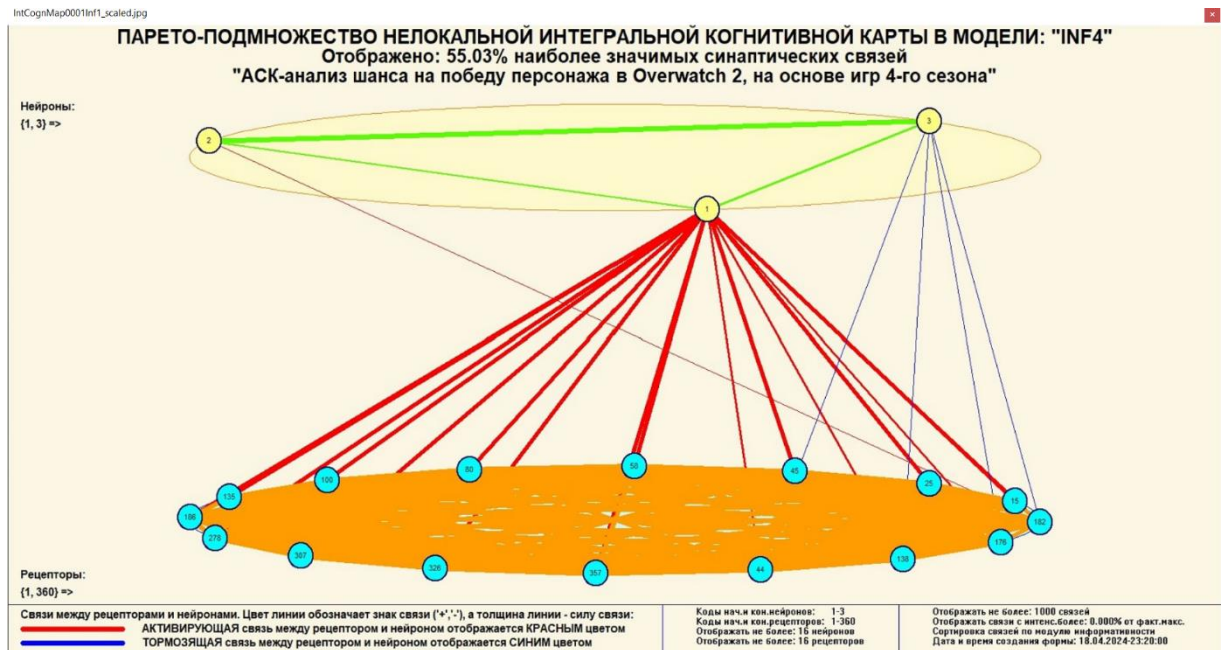 IntCognMap0001Inf1_scaled.jpg
ПАРЕТО-ПОДМНОЖЕСТВО НЕЛОКАЛЬНОЙ ИНТЕГРАЛЬНОЙ КОГНИТИВНОЙ КАРТЫ В МОДЕЛИ: "INF4"
Отображено: 55.03% наиболее значимых синаптических связей
"АСК-анализ шанса на победу персонажа в Overwatch 2, на основе игр 4-го сезона"
Нейроны:
{1, 3} =>
3
2
1
58
80
45
100
25
135
15
186
182
278
176
307
138
326
44
357
Рецепторы:
{1, 360} =>
Связи между рецепторами и нейронами. Цвет линии обозначает знак связи ('+','-'), а толщина линии - силу связи:
АКТИВИРУЮЩАЯ связь между рецептором и нейроном отображается КРАСНЫМ цветом
ТОРМОЗЯЩАЯ связь между рецептором и нейроном отображается СИНИМ цветом
Коды нач.и кон.нейронов: 1-3
Коды нач.и кон.рецепторов: 1-360
Отображать не более: 16 нейронов
Отображать не более: 16 рецепторов
Отображать не более: 1000 связей
Отображать связи с интенс.более: 0.000% от факт.макс.
Сортировка связей по модулю информативности
Дата и время создания формы: 18.04.2024-23:20:00